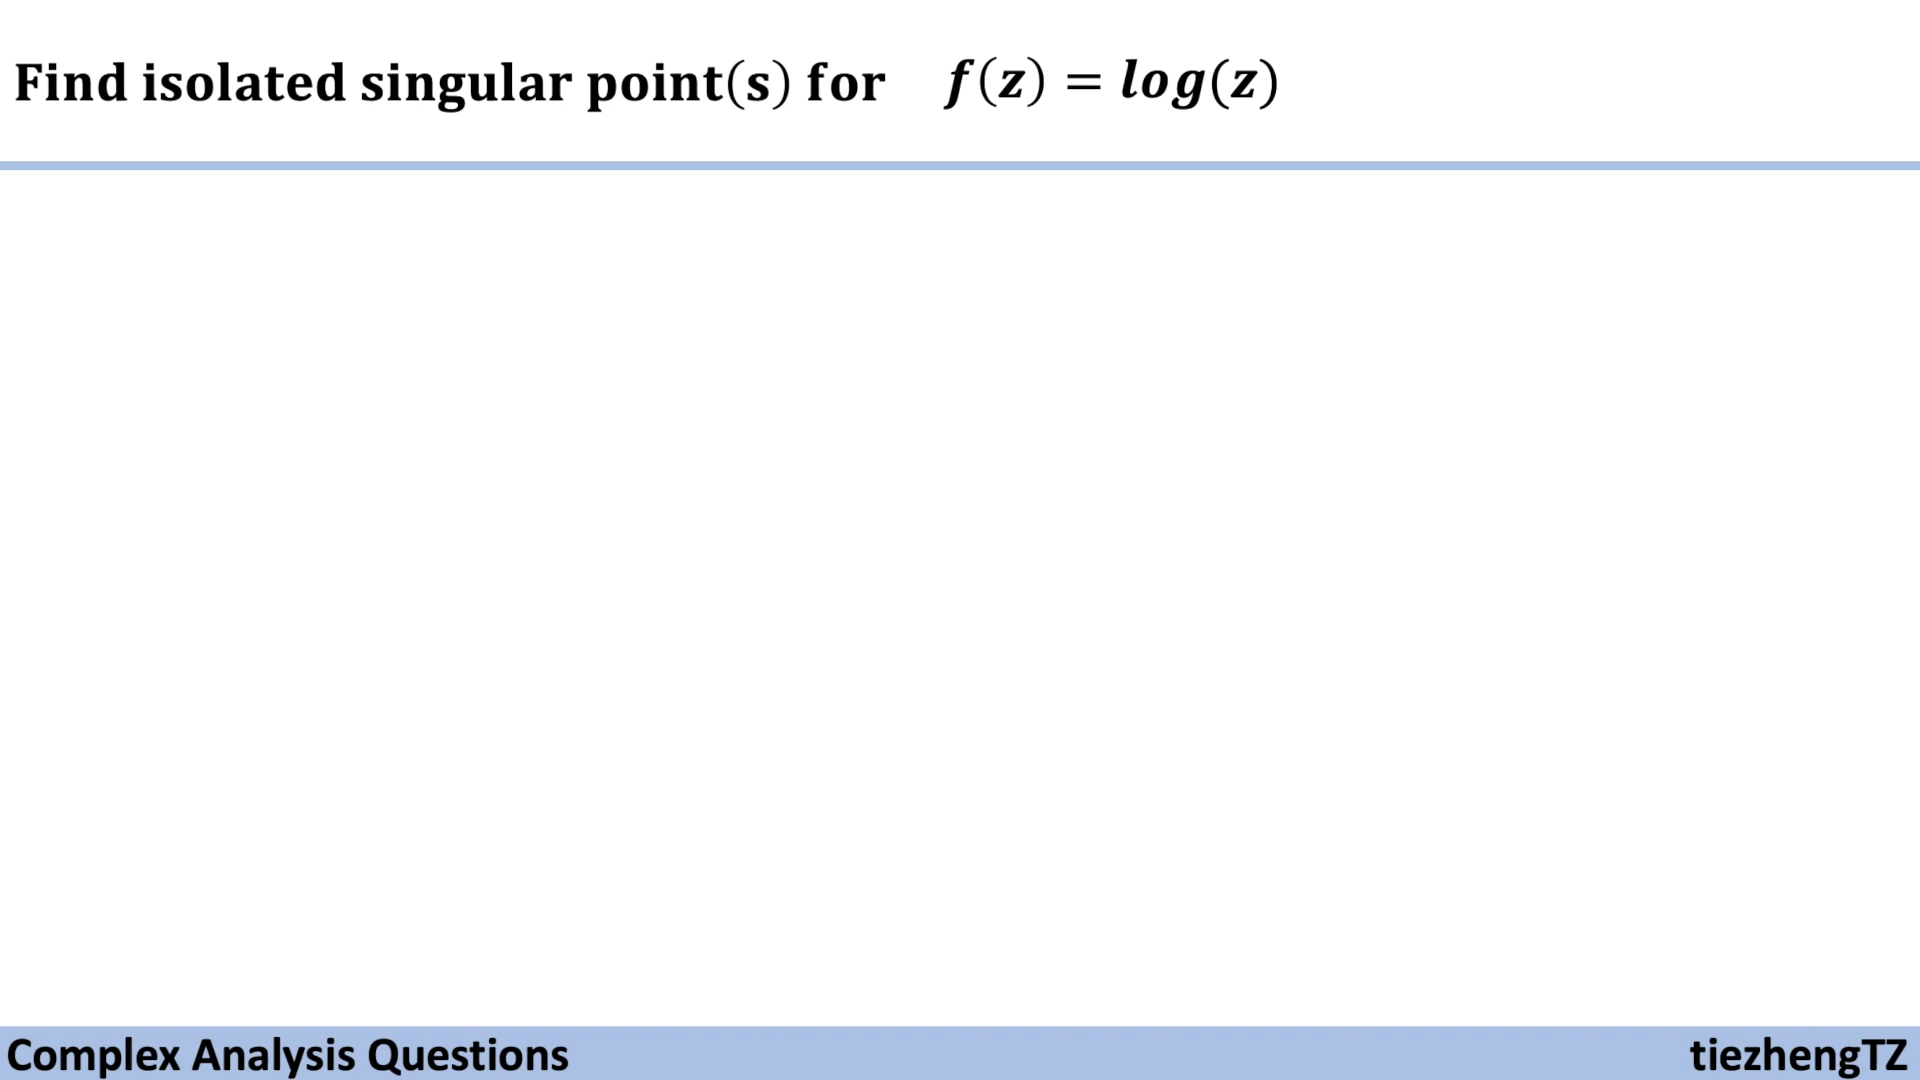 Find isolated singular point(s) for f(z) = log(z)
Complex Analysis Questions
tiezhengTZ